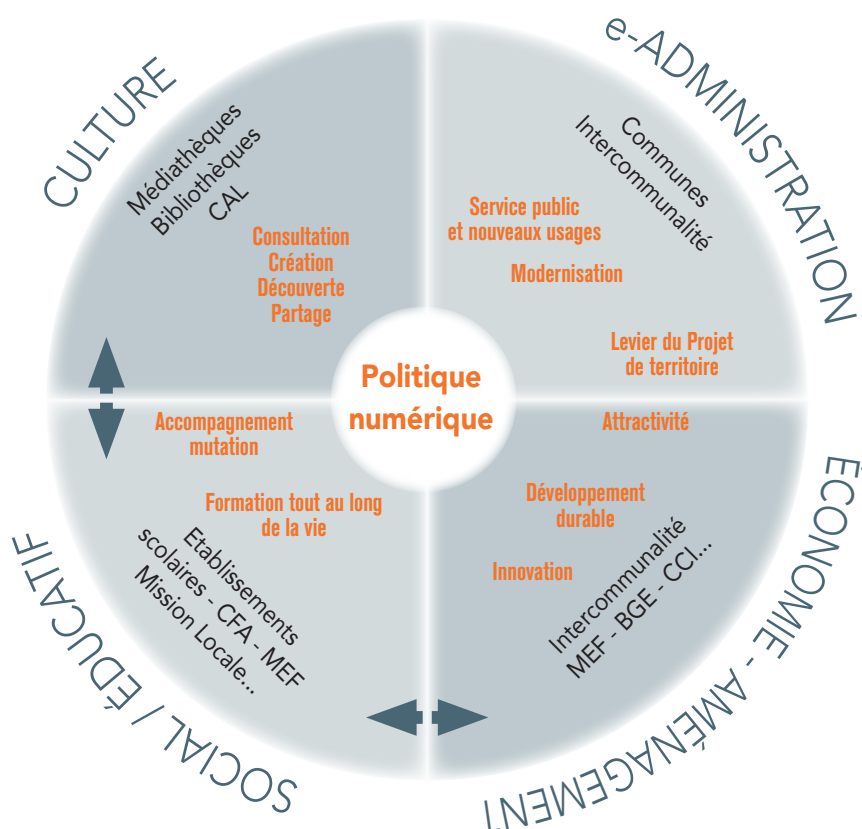 CULTURE
Médiathèques
Bibliothèques
CAL
Consultation
Création
Découverte
Partage
e-ADMINISTRATION
Communes
Intercommunalité
Service public
et nouveaux usages
Modernisation
Levier du Projet
de territoire
Politique
numérique
Accompagnement
mutation
Formation tout au long
de la vie
Etablissements
scolaires - CFA - MEF
Mission Locale...
SOCIAL / ÉDUCATIF
Attractivité
Développement
durable
Innovation
Intercommunalité
MEF - BGE - CCI...
ÉCONOMIE - AMÉNAGEMENT